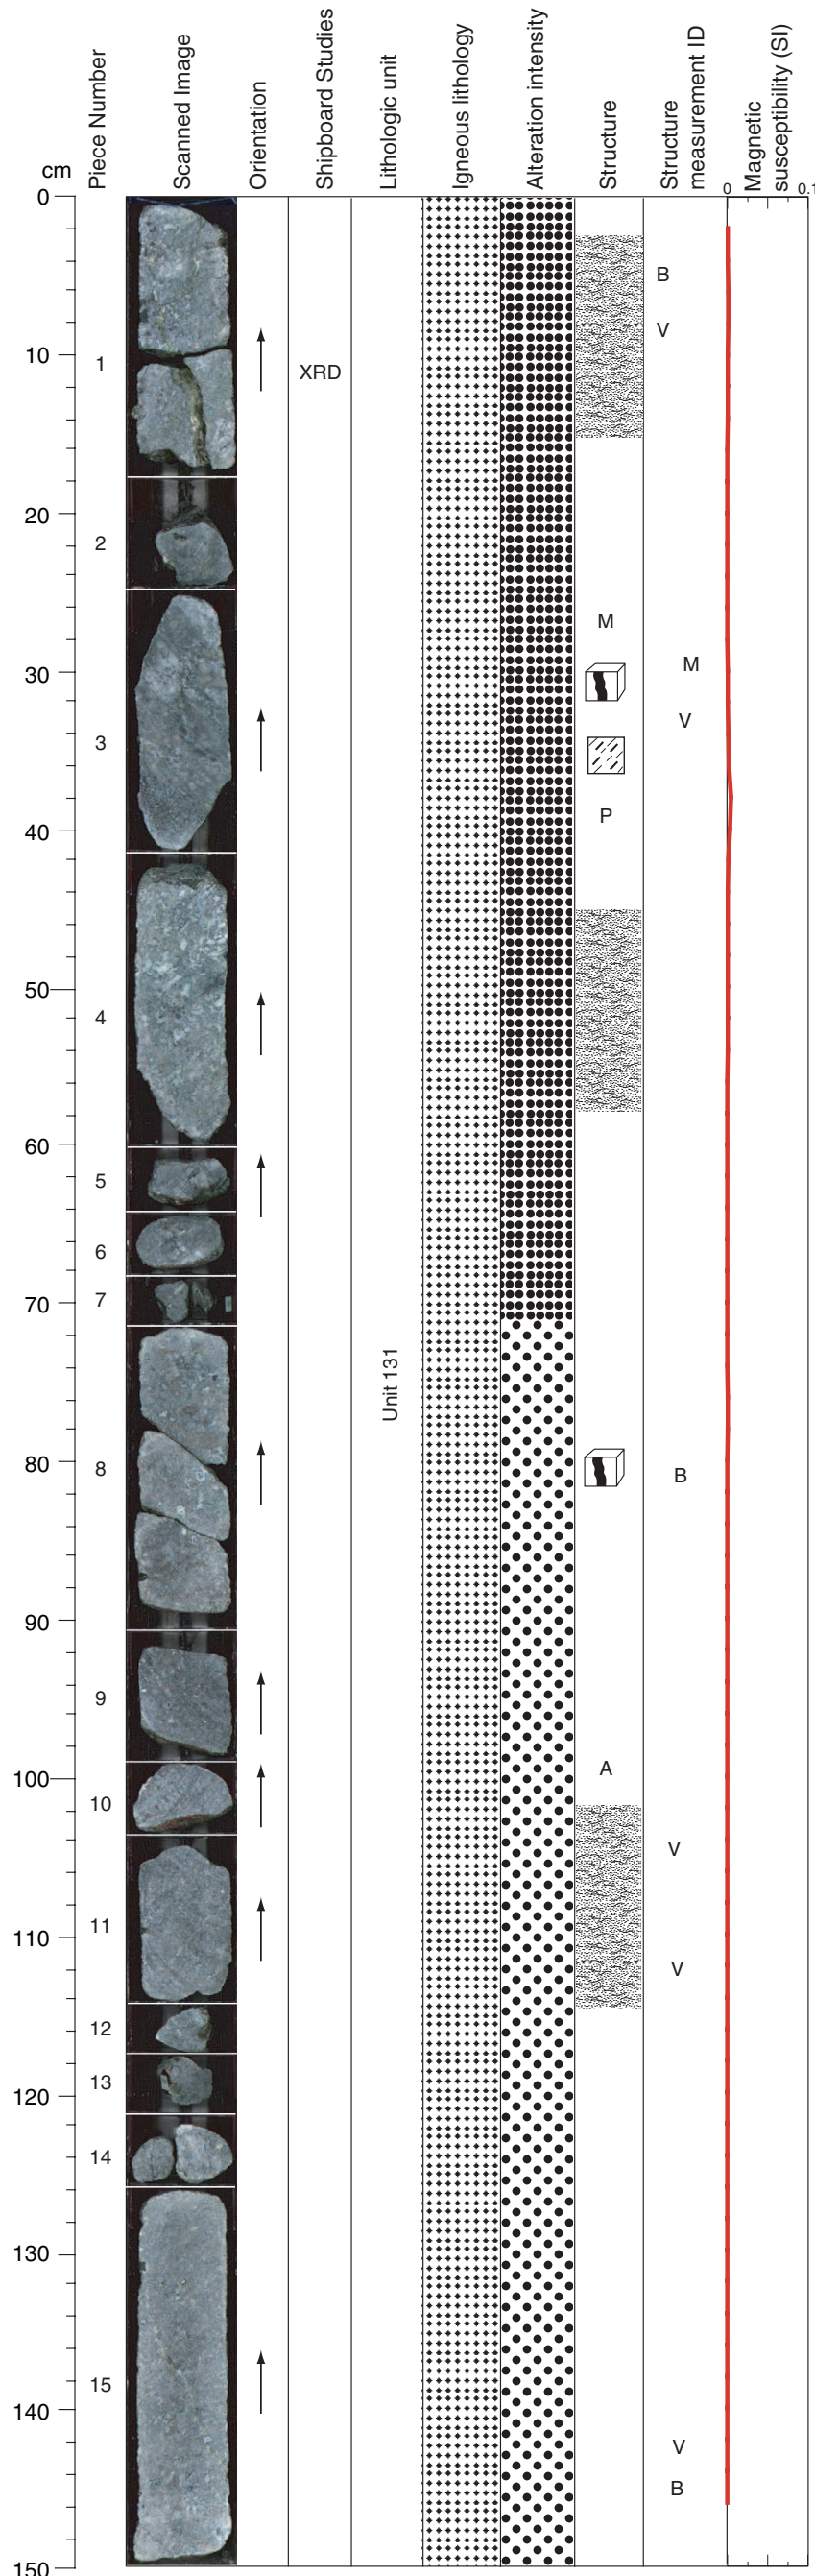 cm
Piece Number
Scanned Image
Orientation
Shipboard Studies
Lithologic unit
Igneous lithology
Alteration intensity
Structure
Structure
measurement ID
Magnetic
susceptibility (SI)
0
0.1
0
B
V
10
1
XRD
20
2
M
M
30
V
3
P
40
50
4
60
5
6
70
7
Unit 131
80
8
B
90
9
A
100
10
V
11
110
V
12
13
120
14
130
15
140
V
B
150